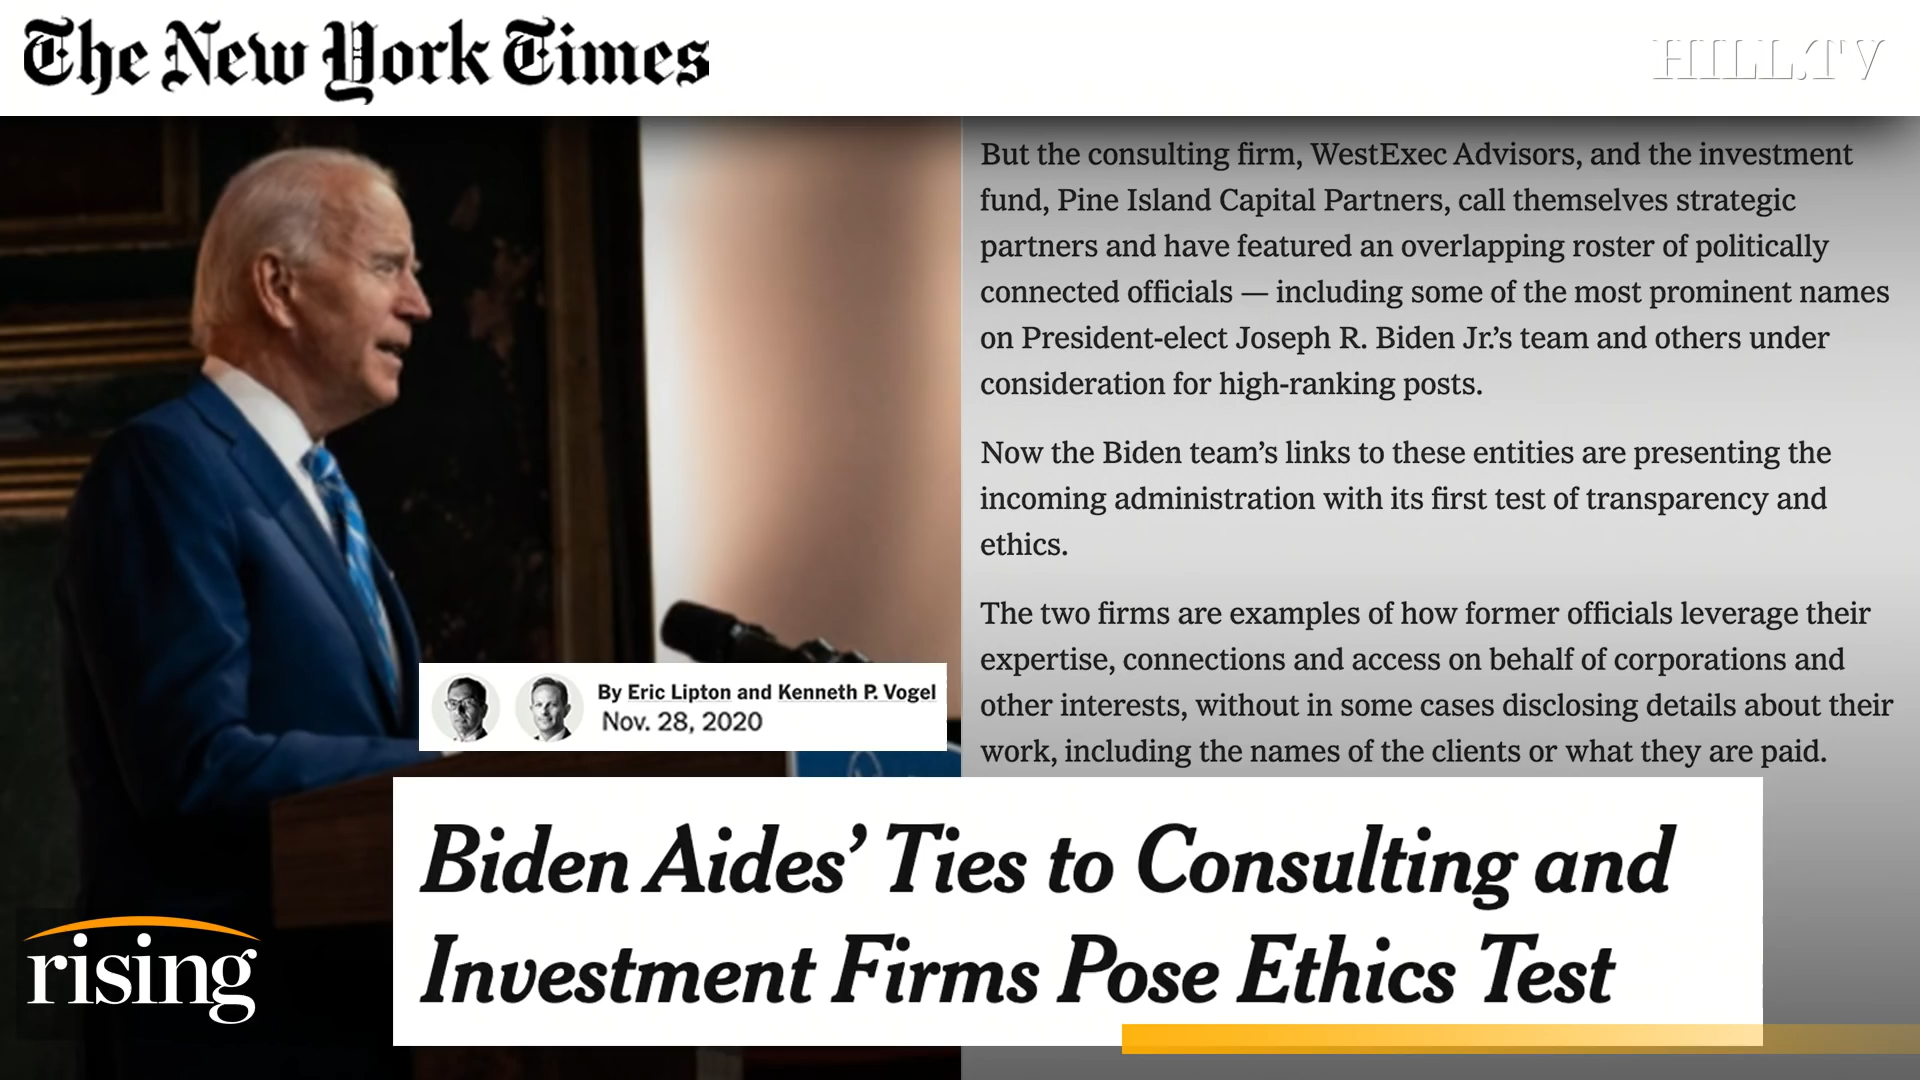 The New York Times
HILL.TV
But the consulting firm, WestExec Advisors, and the investment
fund, Pine Island Capital Partners, call themselves strategic
partners and have featured an overlapping roster of politically
connected officials — including some of the most prominent names
on President-elect Joseph R. Biden Jr.’s team and others under
consideration for high-ranking posts.
Now the Biden team’s links to these entities are presenting the
incoming administration with its first test of transparency and
ethics.
The two firms are examples of how former officials leverage their
expertise, connections and access on behalf of corporations and
other interests, without in some cases disclosing details about their
work, including the names of the clients or what they are paid.
By Eric Lipton and Kenneth P. Vogel
Nov. 28, 2020
Biden Aides’ Ties to Consulting and
Investment Firms Pose Ethics Test
rising